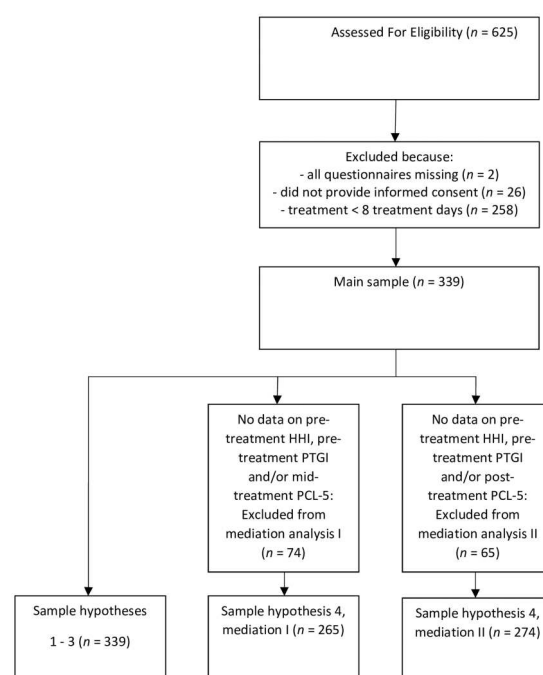 Assessed For Eligibility (n = 625)
Excluded because:
- all questionnaires missing (n = 2)
- did not provide informed consent (n = 26)
- treatment < 8 treatment days (n = 258)
Main sample (n = 339)
No data on pre-
treatment HHI, pre-
treatment PTGI
and/or mid-
treatment PCL-5:
Excluded from
mediation analysis I
(n = 74)
No data on pre-
treatment HHI, pre-
treatment PTGI
and/or post-
treatment PCL-5:
Excluded from
mediation analysis II
(n = 65)
Sample hypotheses
1 - 3 (n = 339)
Sample hypothesis 4,
mediation I (n = 265)
Sample hypothesis 4,
mediation II (n = 274)